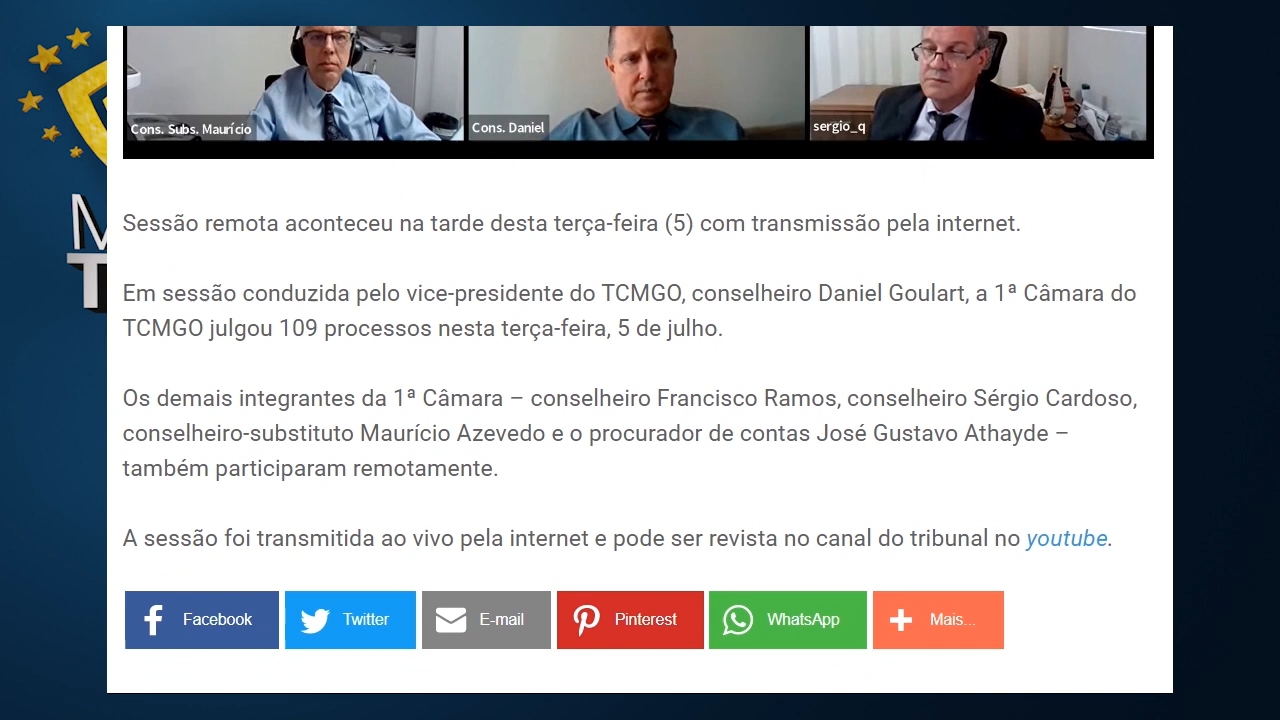 Cons. Subs. Maurício
Cons. Daniel
sergio_q
Sessão remota aconteceu na tarde desta terça-feira (5) com transmissão pela internet.
Em sessão conduzida pelo vice-presidente do TCMGO, conselheiro Daniel Goulart, a 1ª Câmara do
TCMGO julgou 109 processos nesta terça-feira, 5 de julho.
Os demais integrantes da 1ª Câmara – conselheiro Francisco Ramos, conselheiro Sérgio Cardoso,
conselheiro-substituto Maurício Azevedo e o procurador de contas José Gustavo Athayde –
também participaram remotamente.
A sessão foi transmitida ao vivo pela internet e pode ser revista no canal do tribunal no youtube.
Facebook
Twitter
E-mail
Pinterest
WhatsApp
Mais...